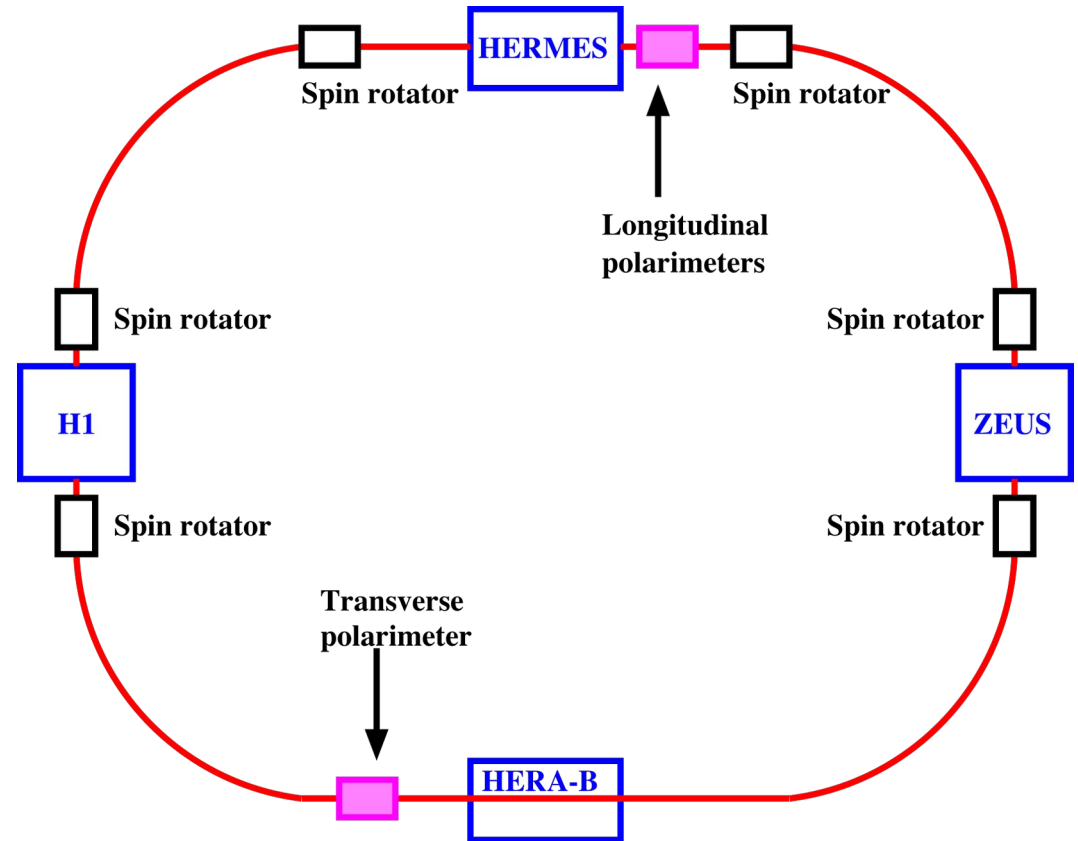 HERMES
Spin rotator
Spin rotator
Longitudinal
polarimeters
Spin rotator
Spin rotator
H1
ZEUS
Spin rotator
Spin rotator
Transverse
polarimeter
HERA-B